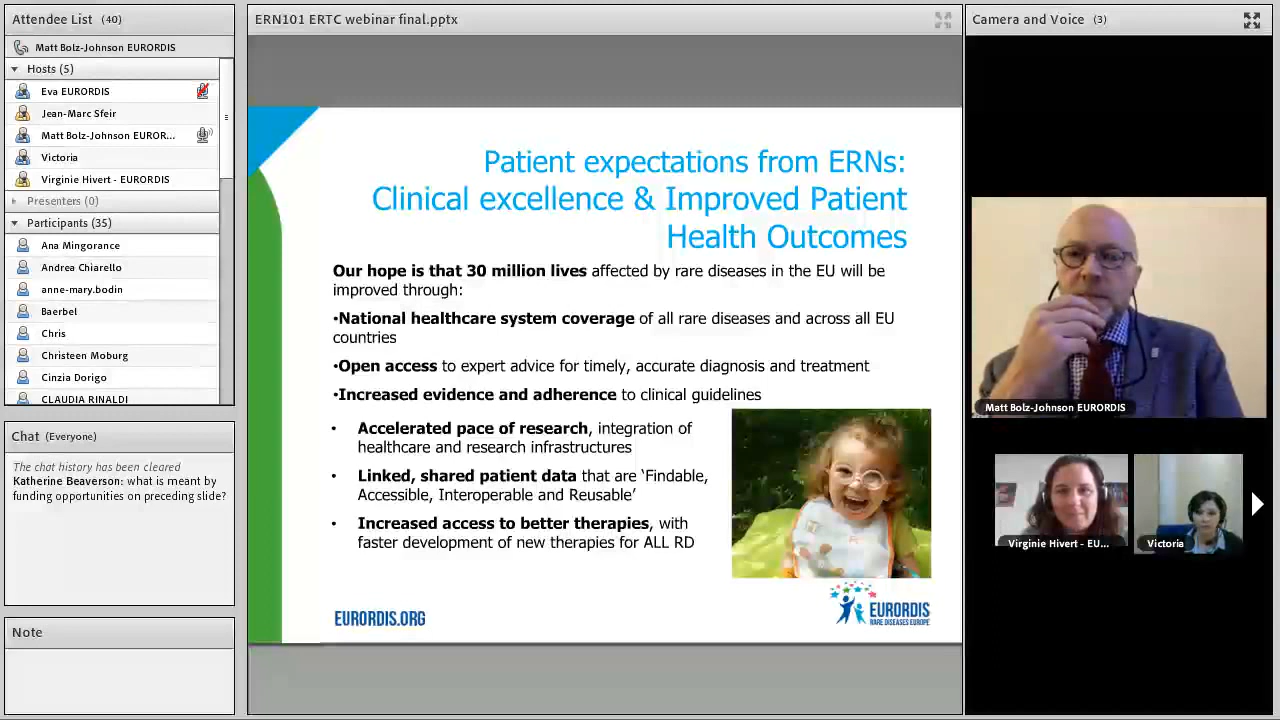 Attendee List (40)
Matt Bolz-Johnson EURORDIS
Hosts (5)
Eva EURORDIS
Jean-Marc Sfeir
Matt Bolz-Johnson EUROR...
Victoria
Virginie Hivert - EURORDIS
Presenters (0)
Participants (35)
Ana Mingorance
Andrea Chiarello
anne-mary.bodin
Baerbel
Chris
Christeen Moburg
Cinzia Dorigo
CLAUDIA RINALDI
Chat (Everyone)
The chat history has been cleared
Katherine Beaverson: what is meant by
funding opportunities on preceding slide?
Note
ERN101 ERTC webinar final.pptx
Patient expectations from ERNs:
Clinical excellence & Improved Patient
Health Outcomes
Our hope is that 30 million lives affected by rare diseases in the EU will be
improved through:
•National healthcare system coverage of all rare diseases and across all EU
countries
•Open access to expert advice for timely, accurate diagnosis and treatment
•Increased evidence and adherence to clinical guidelines
• Accelerated pace of research, integration of
healthcare and research infrastructures
• Linked, shared patient data that are ‘Findable,
Accessible, Interoperable and Reusable’
• Increased access to better therapies, with
faster development of new therapies for ALL RD
EURORDIS.ORG
EURORDIS
RARE DISEASES EUROPE
Camera and Voice (3)
Matt Bolz-Johnson EURORDIS
Virginie Hivert - EU...
Victoria